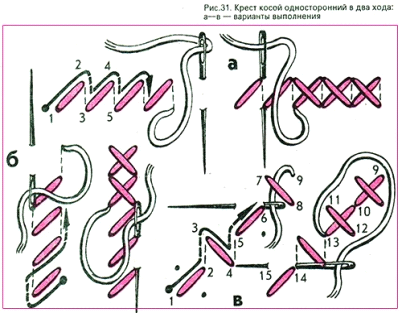 Рис.31. Крест косой односторонний в два хода:
а—в — варианты выполнения
2 4
а
1 3 5
б
7 9 9
3 8 11 10
5 6 13 12
2 4 15 14
1 в